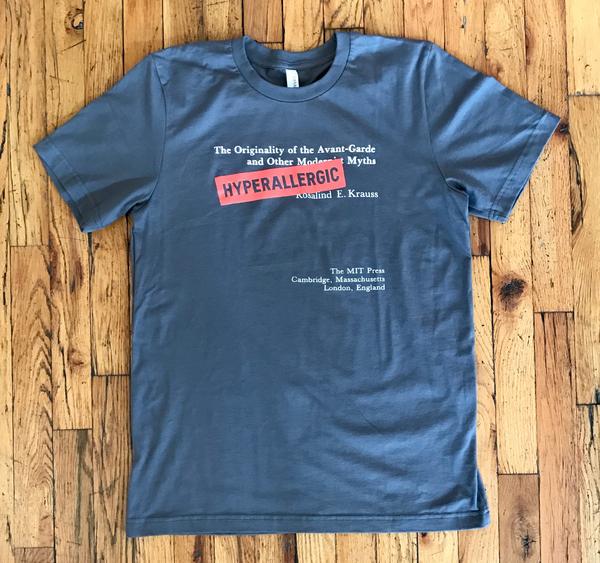 The Originality of the Avant-Garde
and Other Modernist Myths
HYPERALLERGIC
Rosalind E. Krauss
The MIT Press
Cambridge, Massachusetts
London, England